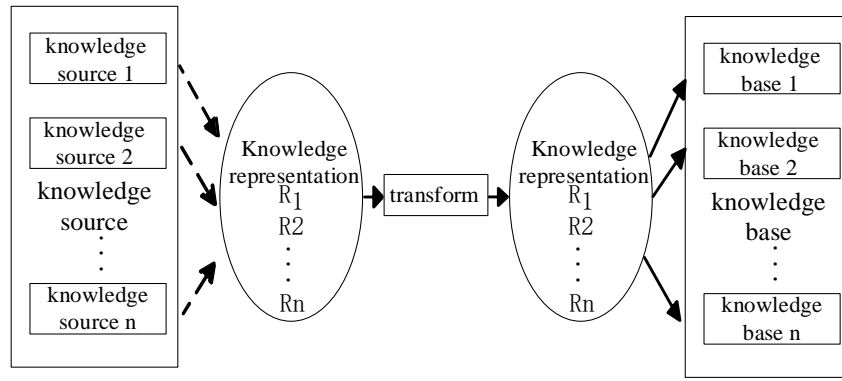 knowledge
source 1
knowledge
source 2
knowledge
source
⋮
knowledge
source n
Knowledge
representation
R1
R2
⋮
Rn
transform
Knowledge
representation
R1
R2
⋮
Rn
knowledge
base 1
knowledge
base 2
knowledge
base
⋮
knowledge
base n